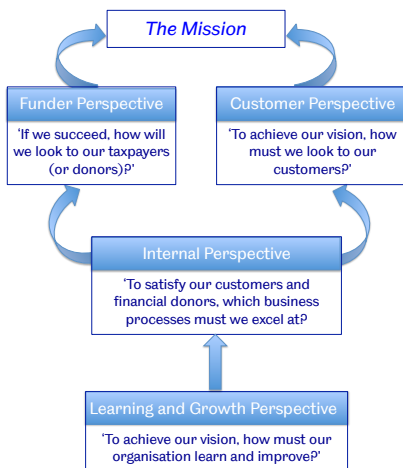 The Mission
Funder Perspective
‘If we succeed, how will
we look to our taxpayers
(or donors)?’
Customer Perspective
‘To achieve our vision, how
must we look to our
customers?’
Internal Perspective
‘To satisfy our customers and
financial donors, which business
processes must we excel at?
Learning and Growth Perspective
‘To achieve our vision, how must our
organisation learn and improve?’